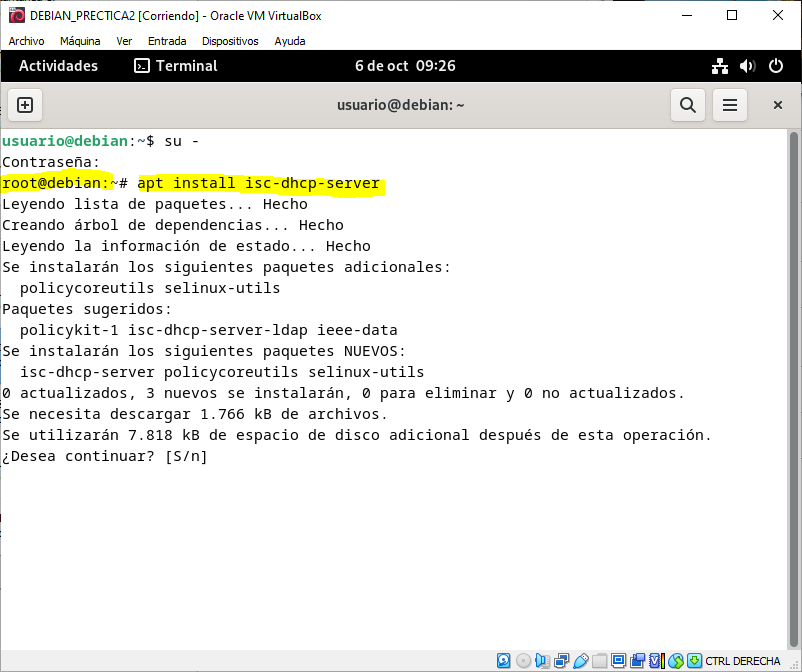 DEBIAN_PRECTICA2 [Corriendo] - Oracle VM VirtualBox
Archivo Máquina Ver Entrada Dispositivos Ayuda
Actividades Terminal 6 de oct 09:26
usuario@debian: ~
usuario@debian:~$ su -
Contraseña:
root@debian:~# apt install isc-dhcp-server
Leyendo lista de paquetes... Hecho
Creando árbol de dependencias... Hecho
Leyendo la información de estado... Hecho
Se instalarán los siguientes paquetes adicionales:
policycoreutils selinux-utils
Paquetes sugeridos:
policykit-1 isc-dhcp-server-ldap ieee-data
Se instalarán los siguientes paquetes NUEVOS:
isc-dhcp-server policycoreutils selinux-utils
0 actualizados, 3 nuevos se instalarán, 0 para eliminar y 0 no actualizados.
Se necesita descargar 1.766 kB de archivos.
Se utilizarán 7.818 kB de espacio de disco adicional después de esta operación.
¿Desea continuar? [S/n]
CTRL DERECHA